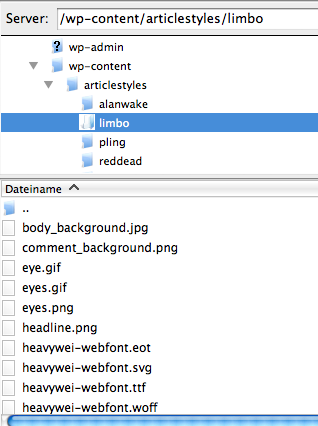 Server: /wp-content/articlestyles/limbo
? wp-admin
wp-content
articlestyles
alanwake
limbo
pling
reddead
Dateiname
..
body_background.jpg
comment_background.png
eye.gif
eyes.gif
eyes.png
headline.png
heavywei-webfont.eot
heavywei-webfont.svg
heavywei-webfont.ttf
heavywei-webfont.woff